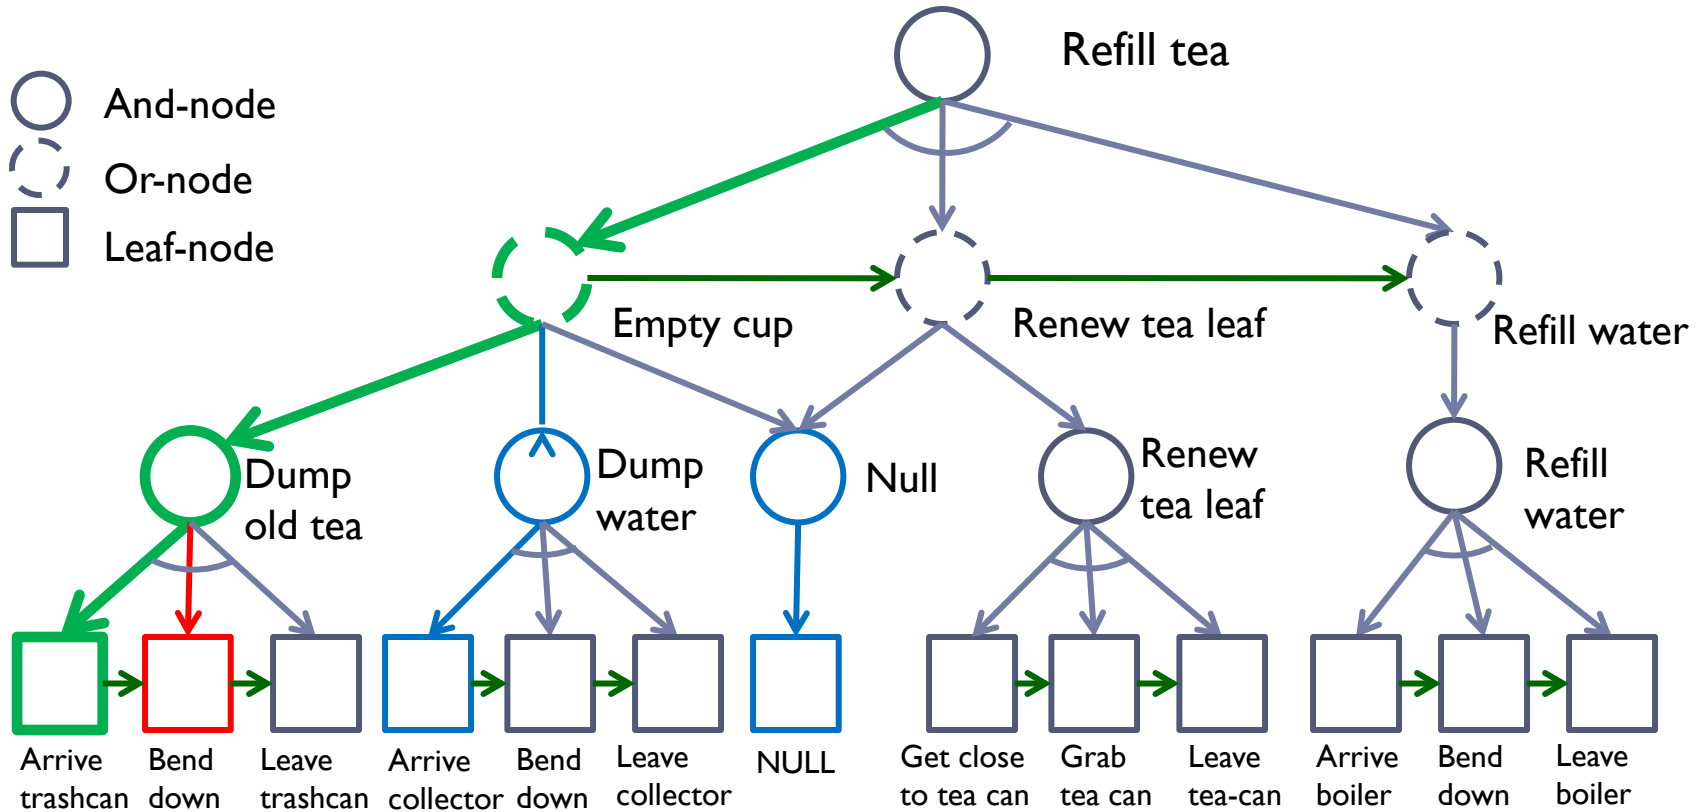 Refill tea
And-node
Or-node
Leaf-node
Empty cup
Renew tea leaf
Refill water
Dump
old tea
Dump
water
Null
Renew
tea leaf
Refill
water
Arrive
trashcan
Bend
down
Leave
trashcan
Arrive
collector
Bend
down
Leave
collector
NULL
Get close
to tea can
Grab
tea can
Leave
tea-can
Arrive
boiler
Bend
down
Leave
boiler